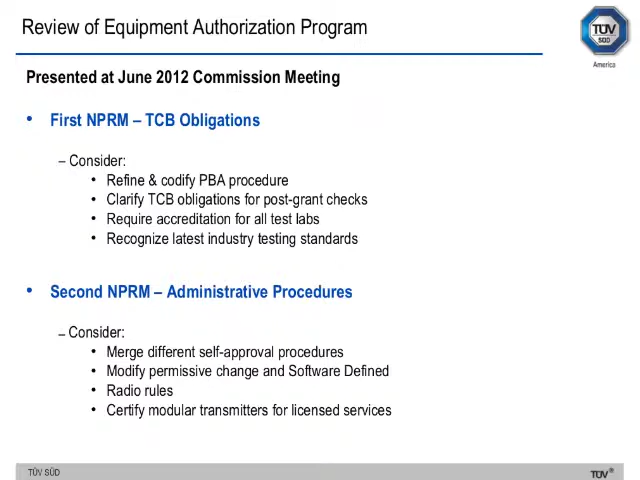 Review of Equipment Authorization Program
TÜV
SÜD
America
Presented at June 2012 Commission Meeting
• First NPRM – TCB Obligations
– Consider:
• Refine & codify PBA procedure
• Clarify TCB obligations for post-grant checks
• Require accreditation for all test labs
• Recognize latest industry testing standards
• Second NPRM – Administrative Procedures
– Consider:
• Merge different self-approval procedures
• Modify permissive change and Software Defined
• Radio rules
• Certify modular transmitters for licensed services
TÜV SÜD
TÜV®